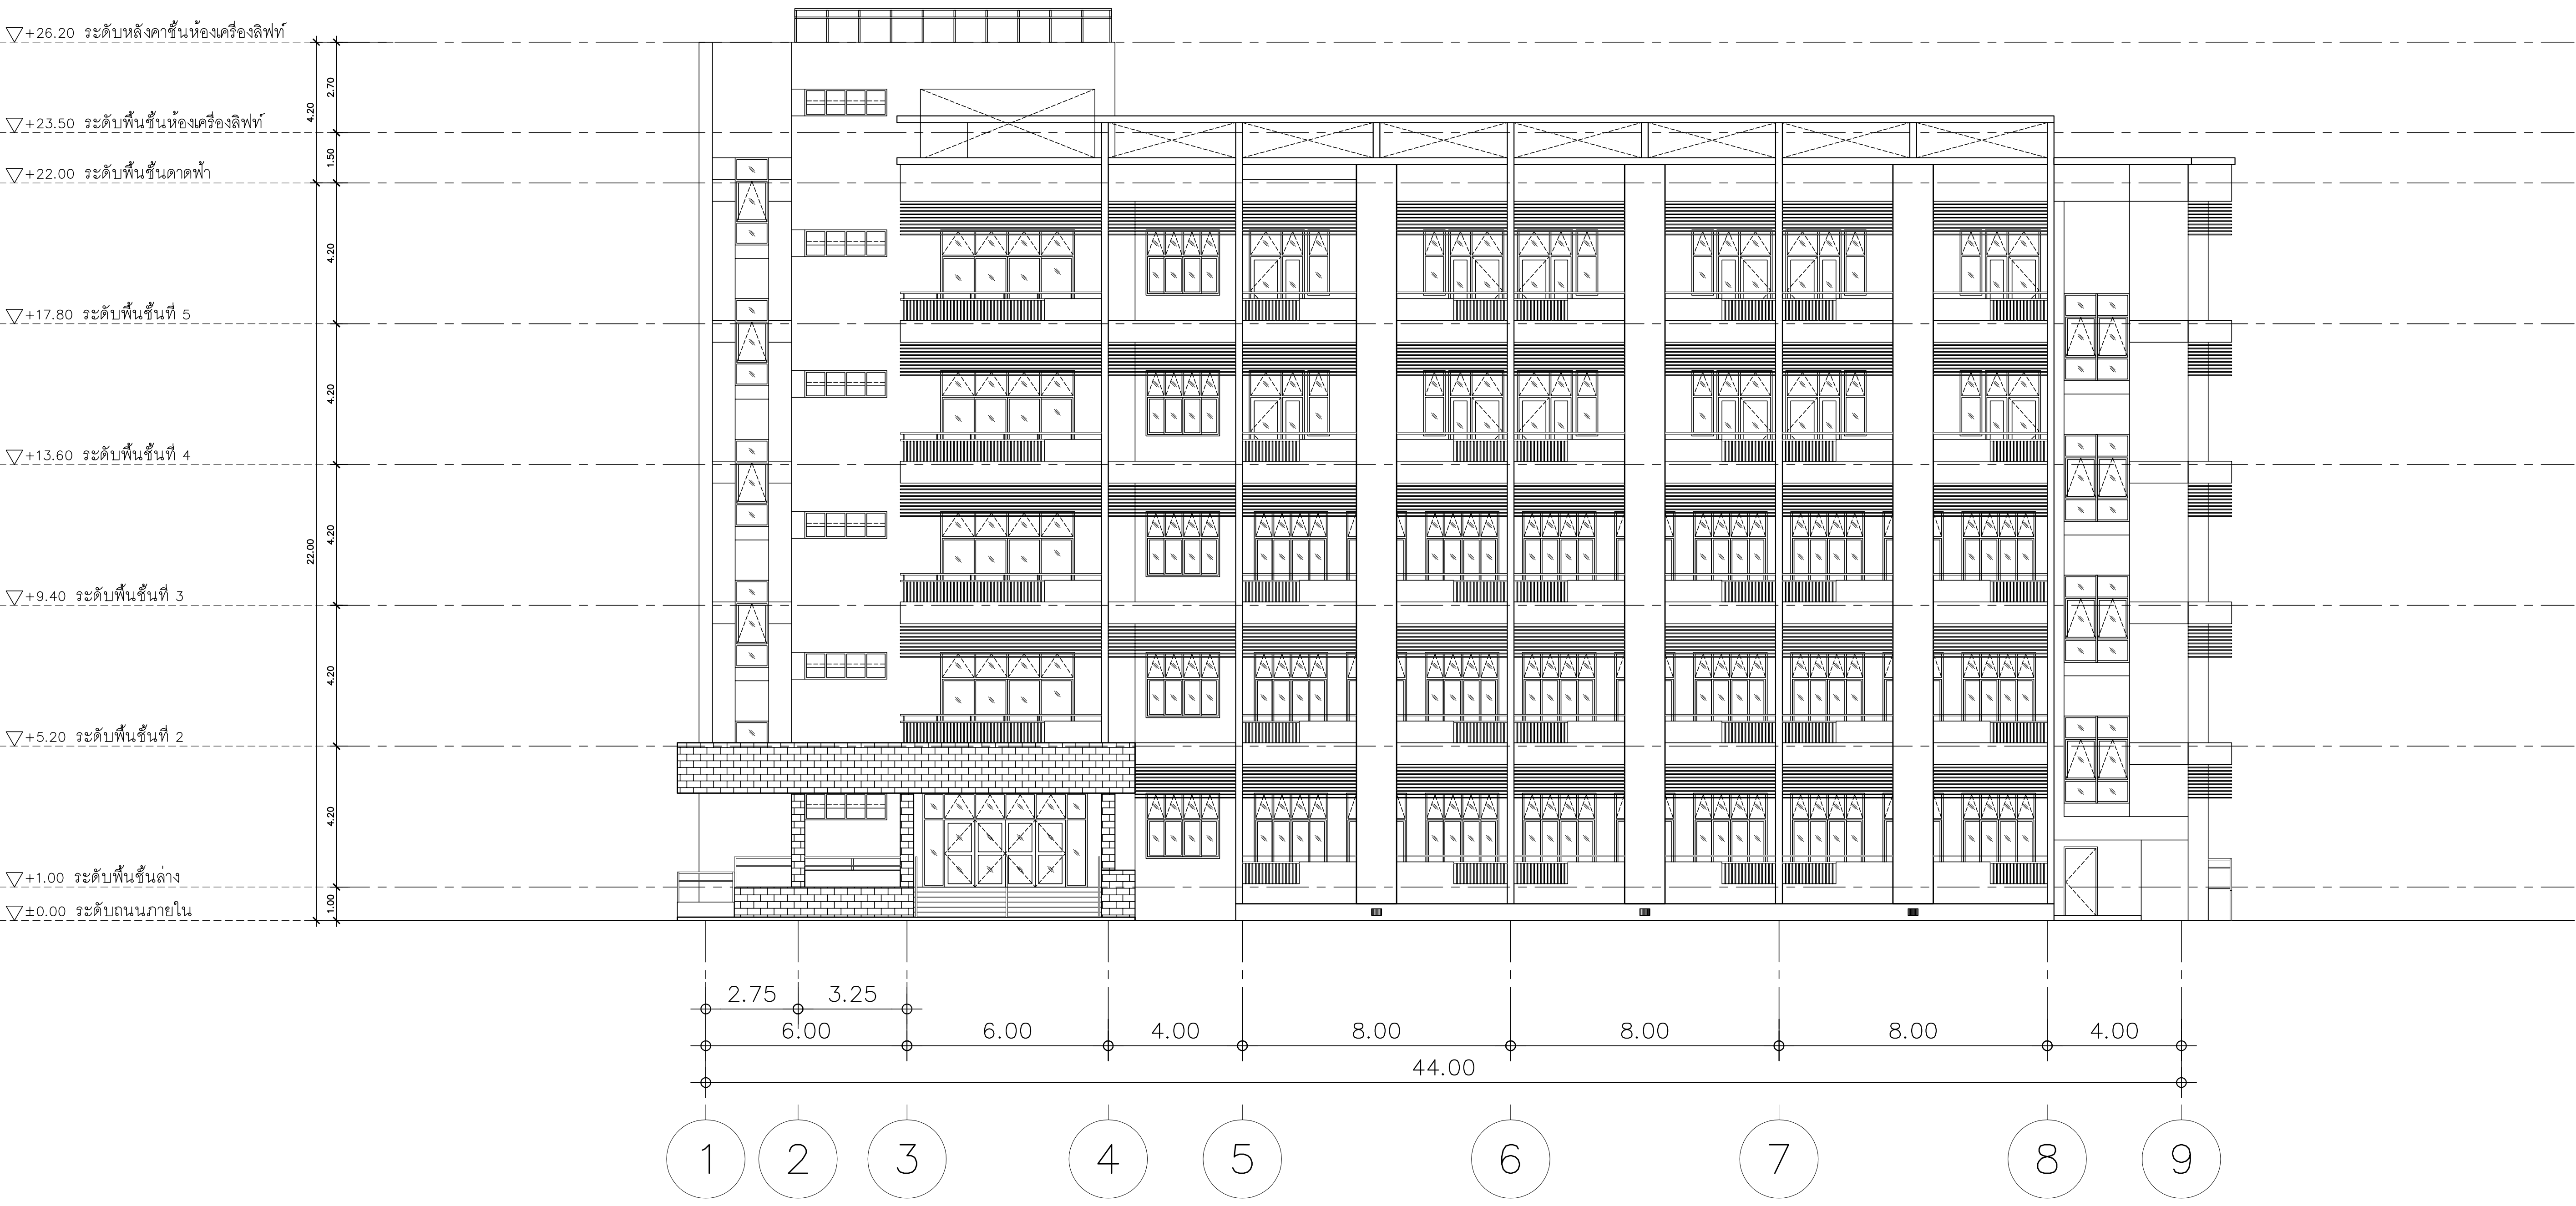 +26.20 ระดับหลังคาชั้นห้องเครื่องลิฟท์
2.70
4.20
+23.50 ระดับพื้นชั้นห้องเครื่องลิฟท์
1.50
+22.00 ระดับพื้นชั้นดาดฟ้า
4.20
+17.80 ระดับพื้นชั้นที่ 5
4.20
+13.60 ระดับพื้นชั้นที่ 4
4.20
22.00
+9.40 ระดับพื้นชั้นที่ 3
4.20
+5.20 ระดับพื้นชั้นที่ 2
4.20
+1.00 ระดับพื้นชั้นล่าง
1.00
±0.00 ระดับถนนภายใน
2.75 3.25
6.00 6.00 4.00 8.00 8.00 8.00 4.00
44.00
1 2 3 4 5 6 7 8 9